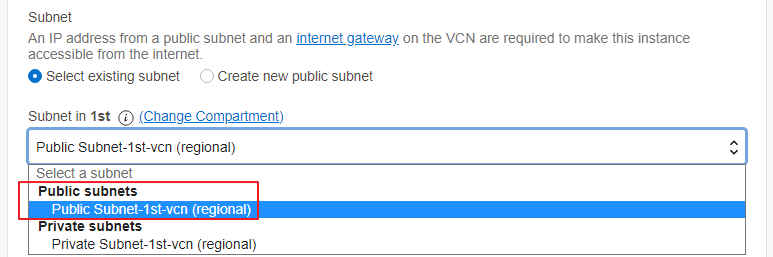 Subnet
An IP address from a public subnet and an internet gateway on the VCN are required to make this instance
accessible from the internet.
Select existing subnet Create new public subnet
Subnet in 1st i (Change Compartment)
Public Subnet-1st-vcn (regional)
Select a subnet
Public subnets
Public Subnet-1st-vcn (regional)
Private subnets
Private Subnet-1st-vcn (regional)